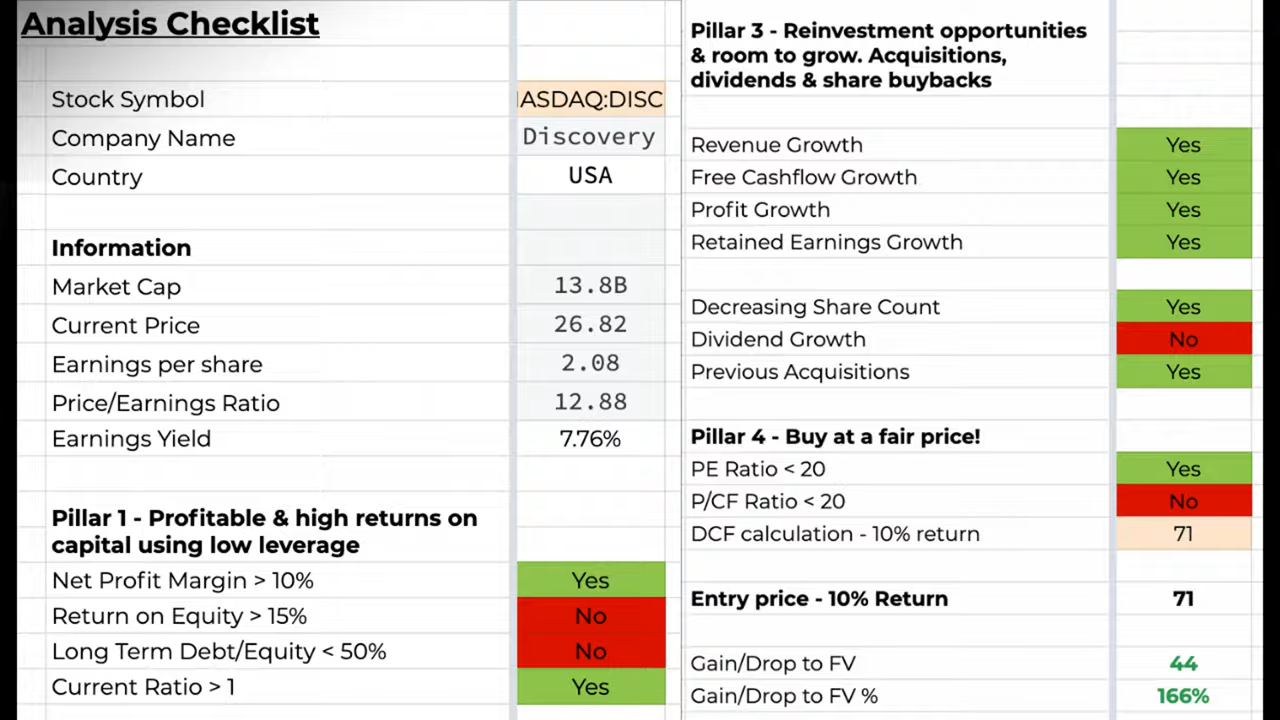 Analysis Checklist
Stock Symbol ASDAQ:DISC
Company Name Discovery
Country USA
Information
Market Cap 13.8B
Current Price 26.82
Earnings per share 2.08
Price/Earnings Ratio 12.88
Earnings Yield 7.76%
Pillar 1 - Profitable & high returns on
capital using low leverage
Net Profit Margin > 10% Yes
Return on Equity > 15% No
Long Term Debt/Equity < 50% No
Current Ratio > 1 Yes
Pillar 3 - Reinvestment opportunities
& room to grow. Acquisitions,
dividends & share buybacks
Revenue Growth Yes
Free Cashflow Growth Yes
Profit Growth Yes
Retained Earnings Growth Yes
Decreasing Share Count Yes
Dividend Growth No
Previous Acquisitions Yes
Pillar 4 - Buy at a fair price!
PE Ratio < 20 Yes
P/CF Ratio < 20 No
DCF calculation - 10% return 71
Entry price - 10% Return 71
Gain/Drop to FV 44
Gain/Drop to FV % 166%